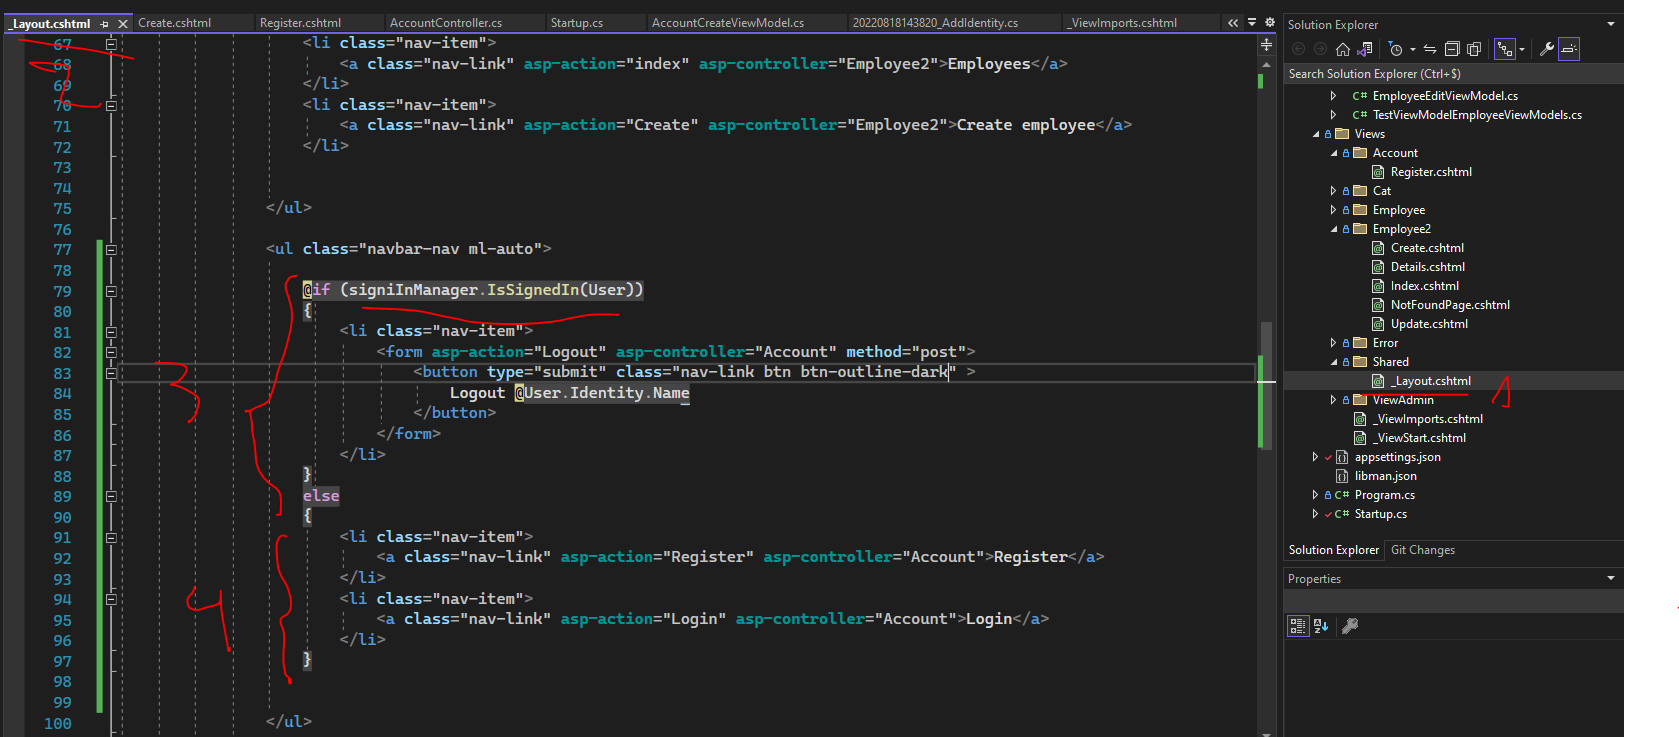 _Layout.cshtml
Create.cshtml
Register.cshtml
AccountController.cs
Startup.cs
AccountCreateViewModel.cs
20220818143820_AddIdentity.cs
_ViewImports.cshtml
67 <li class="nav-item">
68 <a class="nav-link" asp-action="index" asp-controller="Employee2">Employees</a>
69 </li>
70 <li class="nav-item">
71 <a class="nav-link" asp-action="Create" asp-controller="Employee2">Create employee</a>
72 </li>
73
74
75 </ul>
76
77 <ul class="navbar-nav ml-auto">
78
79 @if (signiInManager.IsSignedIn(User))
80 {
81 <li class="nav-item">
82 <form asp-action="Logout" asp-controller="Account" method="post">
83 <button type="submit" class="nav-link btn btn-outline-dark" >
84 Logout @User.Identity.Name
85 </button>
86 </form>
87 </li>
88 }
89 else
90 {
91 <li class="nav-item">
92 <a class="nav-link" asp-action="Register" asp-controller="Account">Register</a>
93 </li>
94 <li class="nav-item">
95 <a class="nav-link" asp-action="Login" asp-controller="Account">Login</a>
96 </li>
97 }
98
99
100 </ul>
2
3
4
Solution Explorer
Search Solution Explorer (Ctrl+$)
C# EmployeeEditViewModel.cs
C# TestViewModelEmployeeViewModels.cs
Views
Account
Register.cshtml
Cat
Employee
Employee2
Create.cshtml
Details.cshtml
Index.cshtml
NotFoundPage.cshtml
Update.cshtml
Error
Shared
_Layout.cshtml
1
ViewAdmin
_ViewImports.cshtml
_ViewStart.cshtml
appsettings.json
libman.json
C# Program.cs
C# Startup.cs
Solution Explorer
Git Changes
Properties